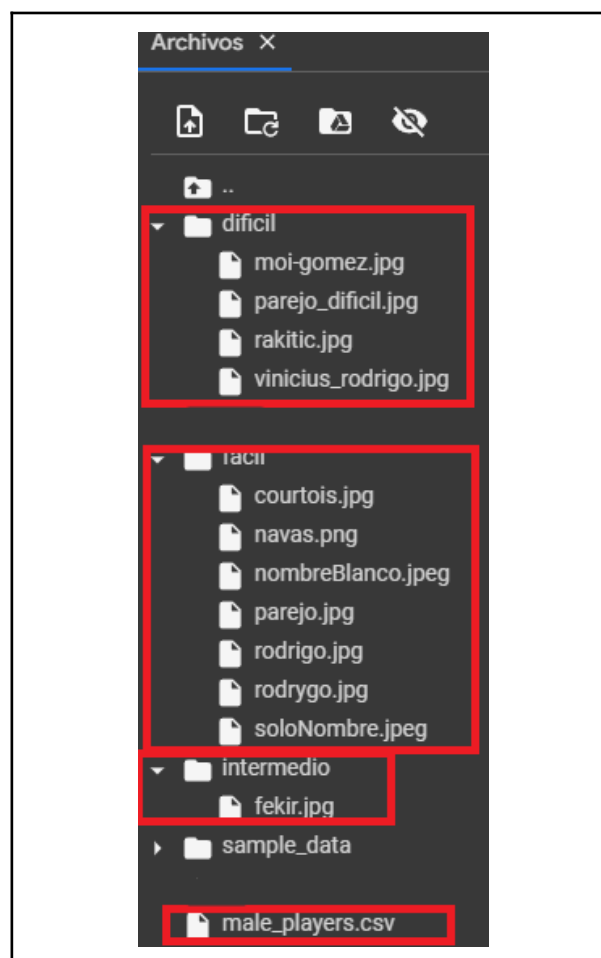 Archivos ×
..
dificil
moi-gomez.jpg
parejo_dificil.jpg
rakitic.jpg
vinicius_rodrigo.jpg
facil
courtois.jpg
navas.png
nombreBlanco.jpeg
parejo.jpg
rodrigo.jpg
rodrygo.jpg
soloNombre.jpeg
intermedio
fekir.jpg
sample_data
male_players.csv